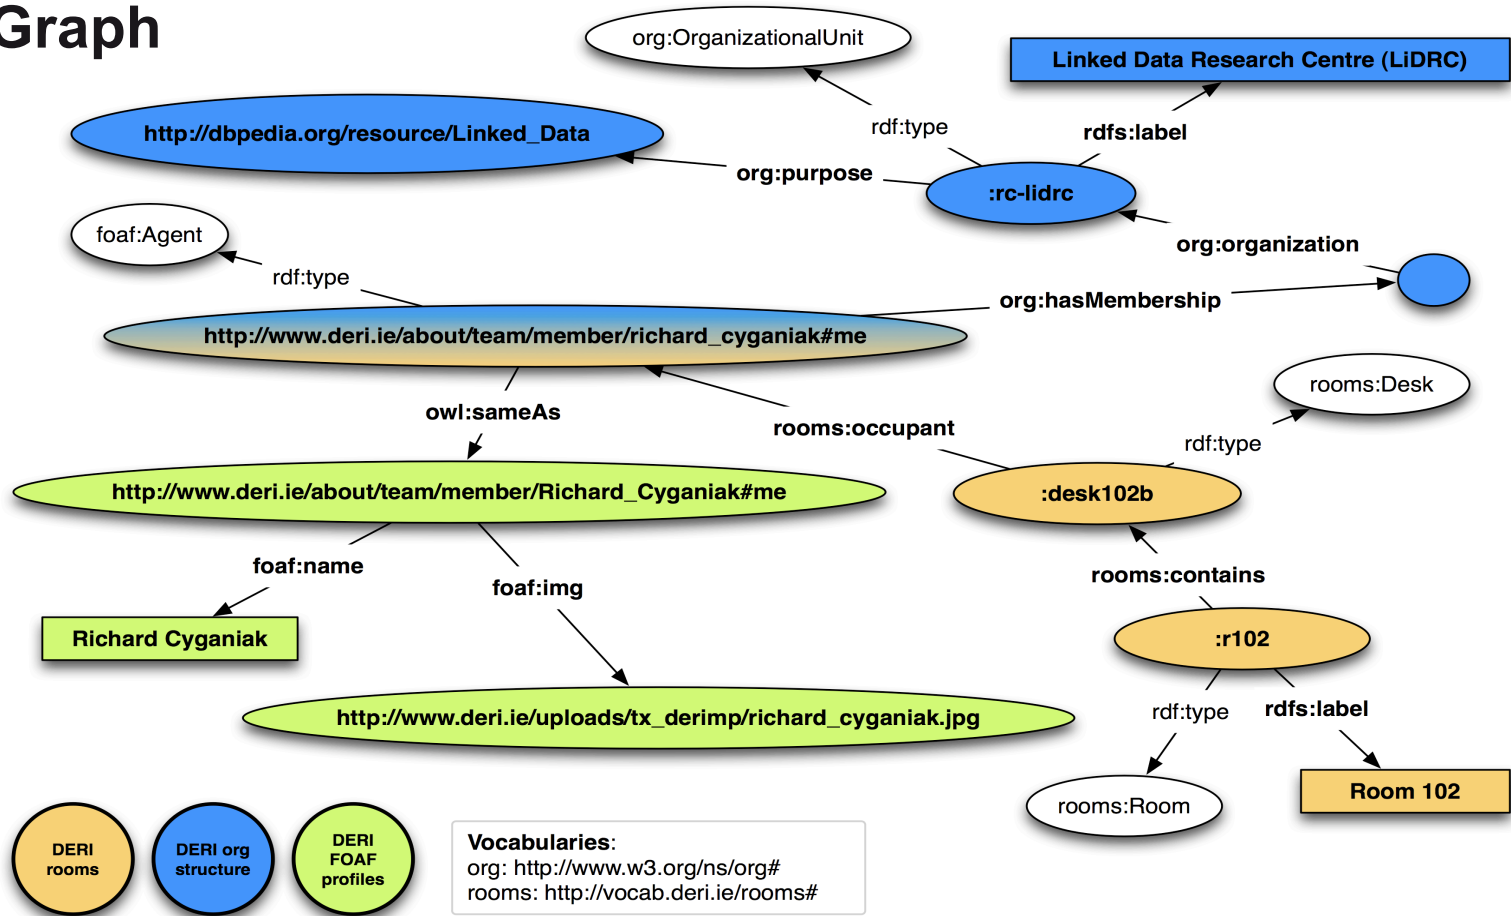 Graph
org:OrganizationalUnit
Linked Data Research Centre (LiDRC)
http://dbpedia.org/resource/Linked_Data
rdf:type
rdfs:label
org:purpose
:rc-lidrc
foaf:Agent
org:organization
rdf:type
org:hasMembership
http://www.deri.ie/about/team/member/richard_cyganiak#me
rooms:Desk
owl:sameAs
rooms:occupant
rdf:type
http://www.deri.ie/about/team/member/Richard_Cyganiak#me
:desk102b
foaf:name
foaf:img
rooms:contains
Richard Cyganiak
:r102
http://www.deri.ie/uploads/tx_derimp/richard_cyganiak.jpg
rdf:type
rdfs:label
rooms:Room
Room 102
DERI
rooms
DERI org
structure
DERI
FOAF
profiles
Vocabularies:
org: http://www.w3.org/ns/org#
rooms: http://vocab.deri.ie/rooms#